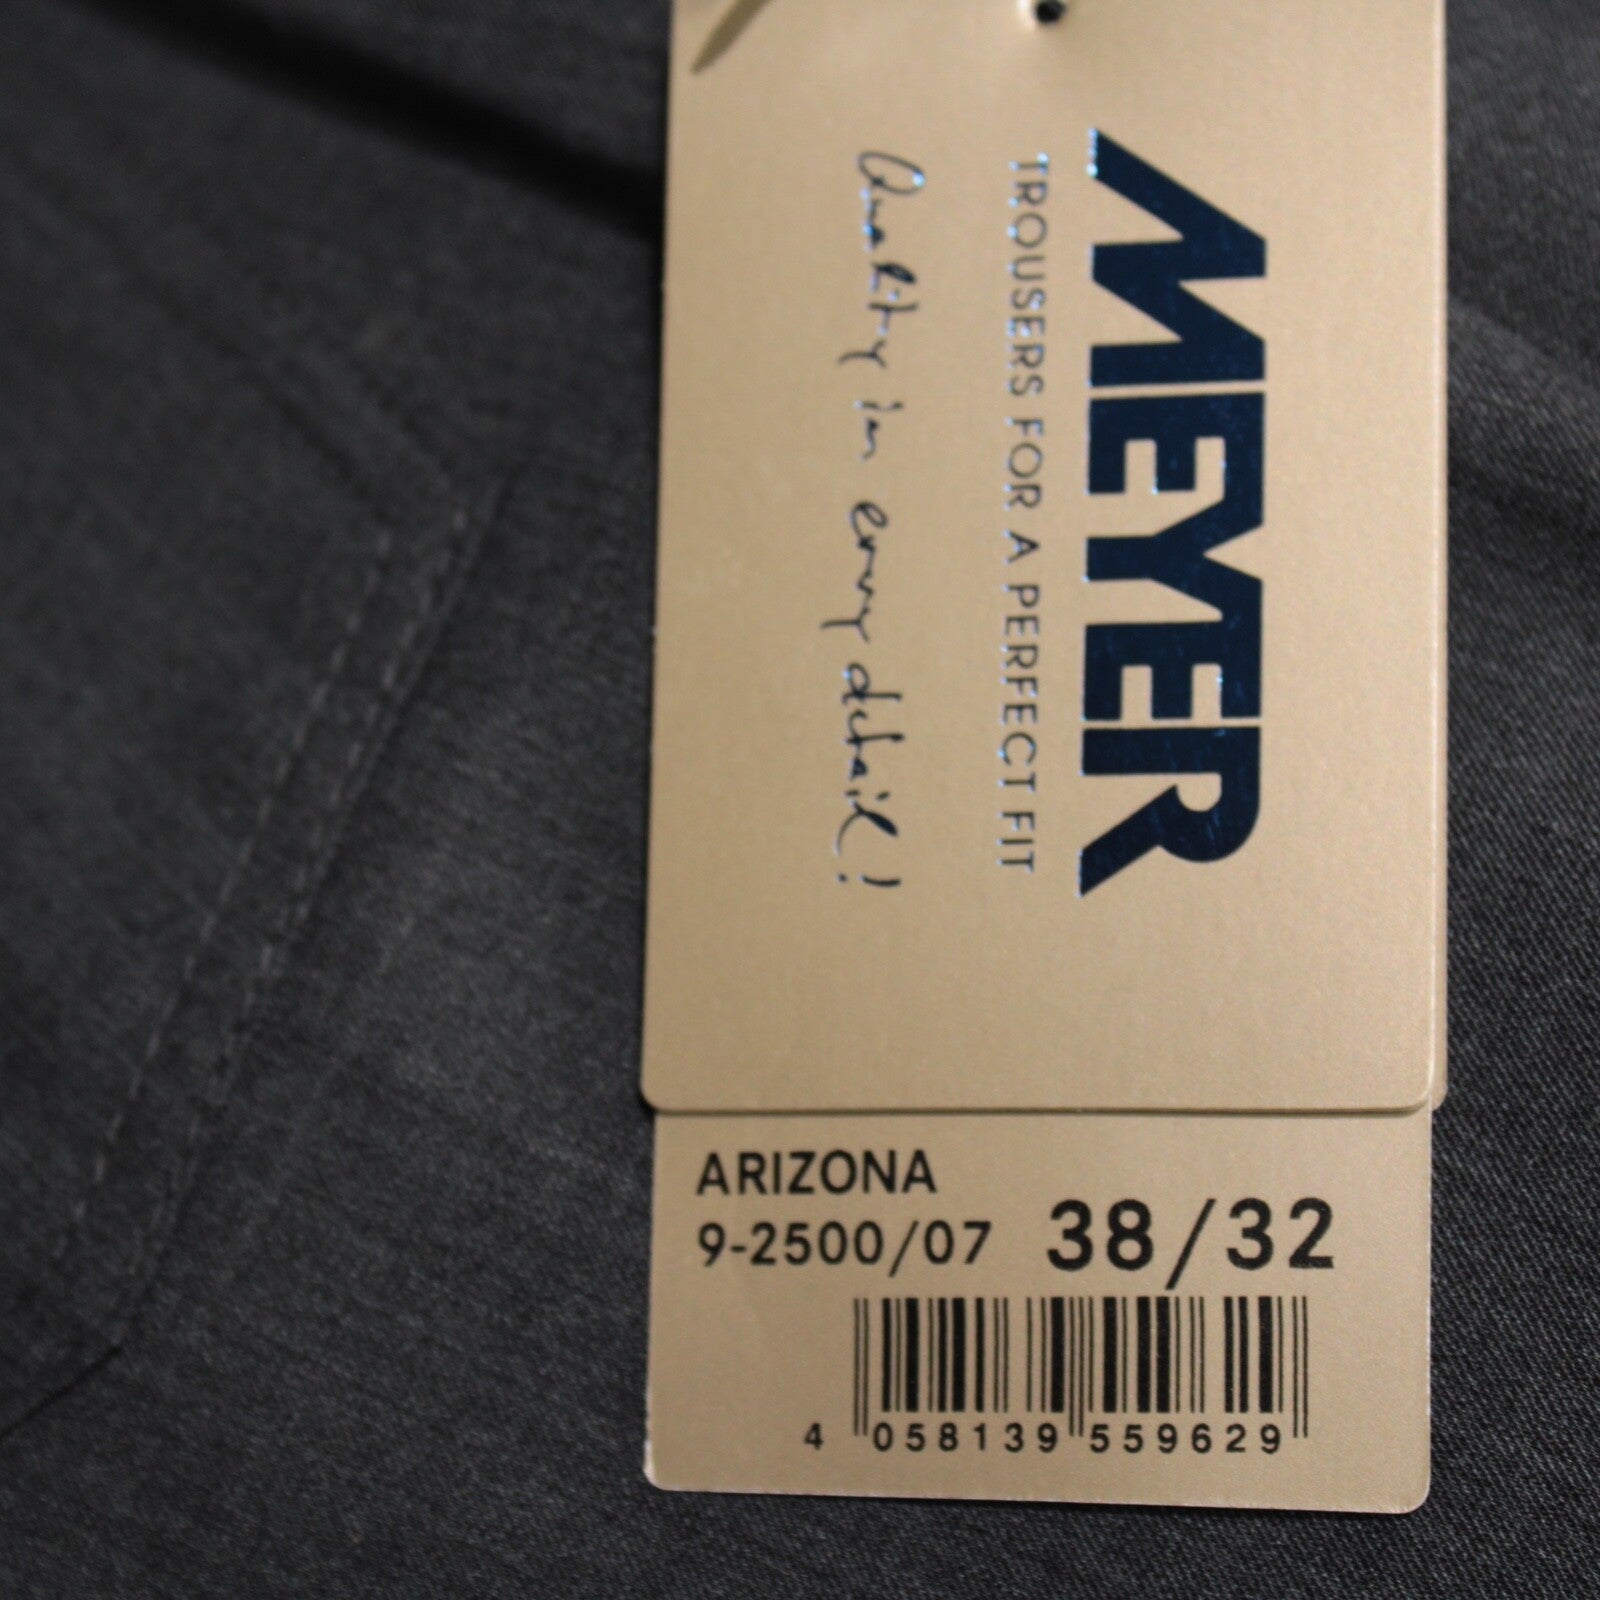 MEYER
TROUSERS FOR A PERFECT FIT
Quality in every detail!
ARIZONA
9-2500/07 38/32
4 058139 559629